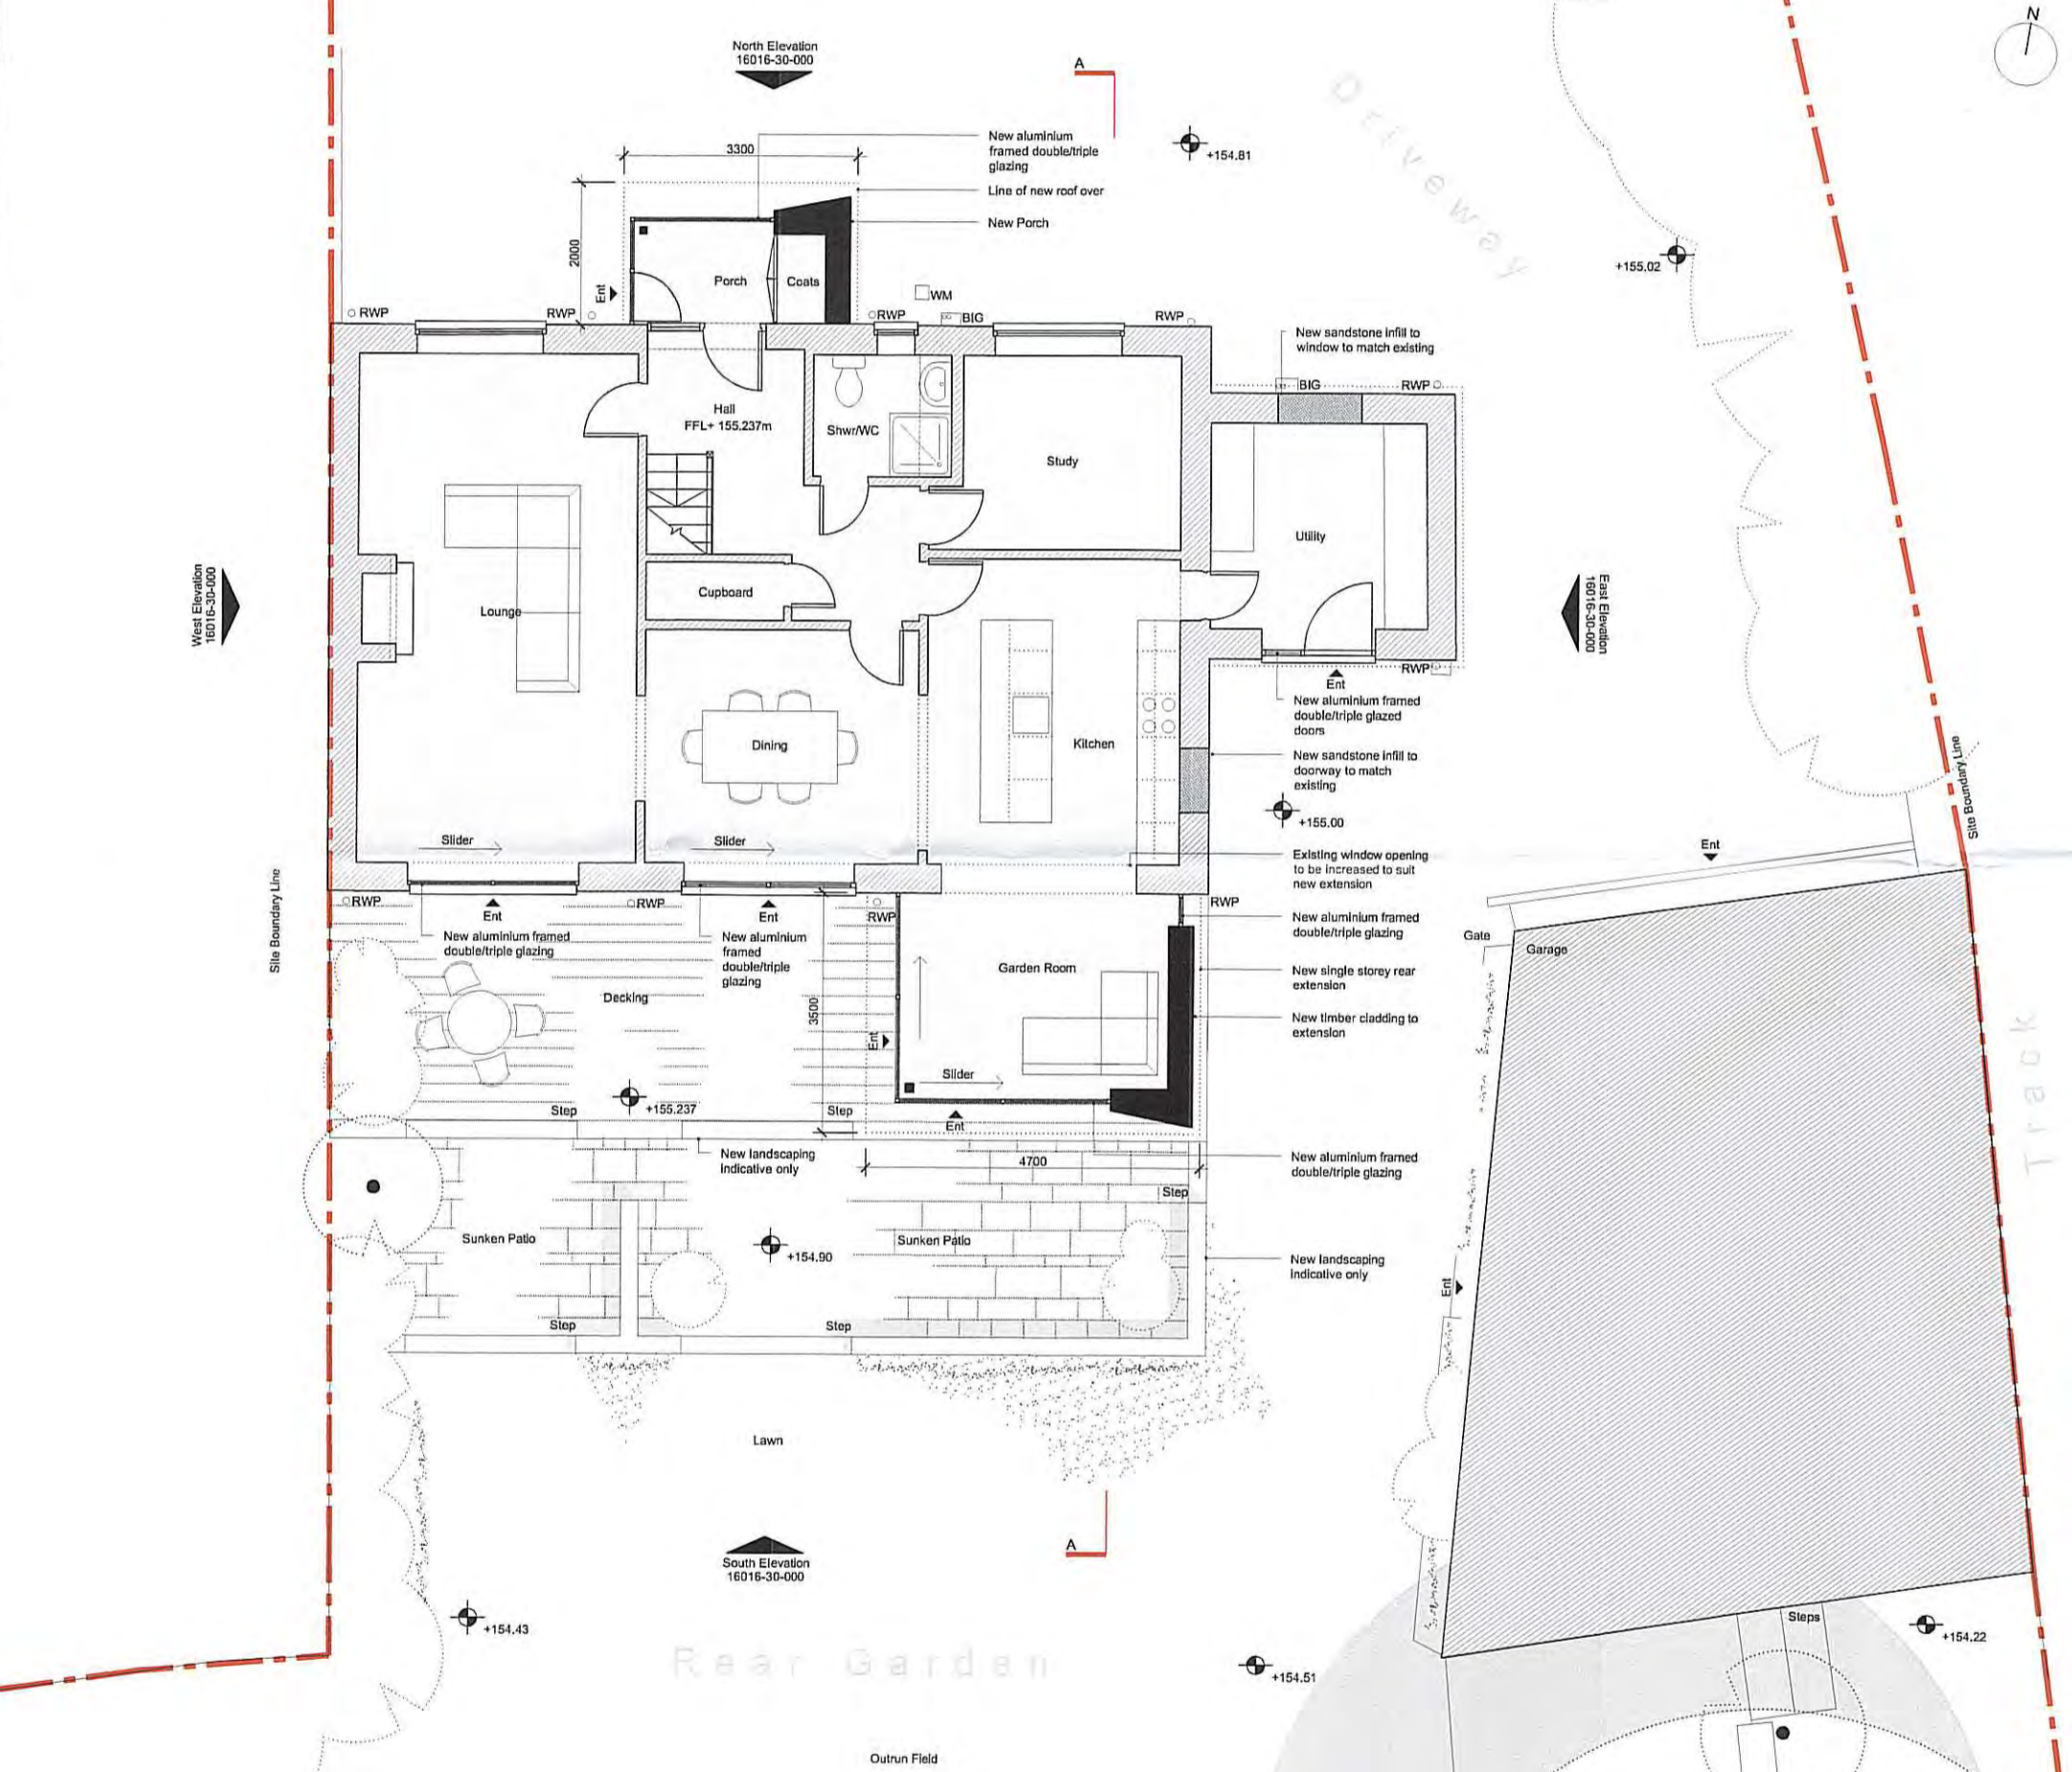 N
North Elevation
16016-30-000
A
Driveway
+154.81
+155.02
3300
2000
New aluminium
framed double/triple
glazing
Line of new roof over
New Porch
Porch
Coats
Ent
WM
RWP
RWP
RWP
BIG
RWP
New sandstone infill to
window to match existing
BIG
RWP
Hall
FFL+ 155.237m
Shwr/WC
Study
Utility
West Elevation
16016-30-000
Lounge
Cupboard
East Elevation
16016-30-000
RWP
Ent
New aluminium framed
double/triple glazed
doors
Dining
Kitchen
New sandstone infill to
doorway to match
existing
+155.00
Site Boundary Line
Slider
Slider
Ent
Existing window opening
to be increased to suit
new extension
Site Boundary Line
RWP
Ent
RWP
Ent
RWP
RWP
New aluminium framed
double/triple glazing
New aluminium framed
double/triple glazing
New aluminium
framed
double/triple
glazing
Gate
Garage
Garden Room
New single storey rear
extension
Decking
3500
New timber cladding to
extension
Ent
Track
Slider
Step
+155.237
Step
Ent
New landscaping
indicative only
4700
New aluminium framed
double/triple glazing
Step
Sunken Patio
+154.90
Sunken Patio
New landscaping
indicative only
Ent
Step
Step
Lawn
A
South Elevation
16016-30-000
+154.43
Steps
+154.22
Rear Garden
+154.51
Outrun Field